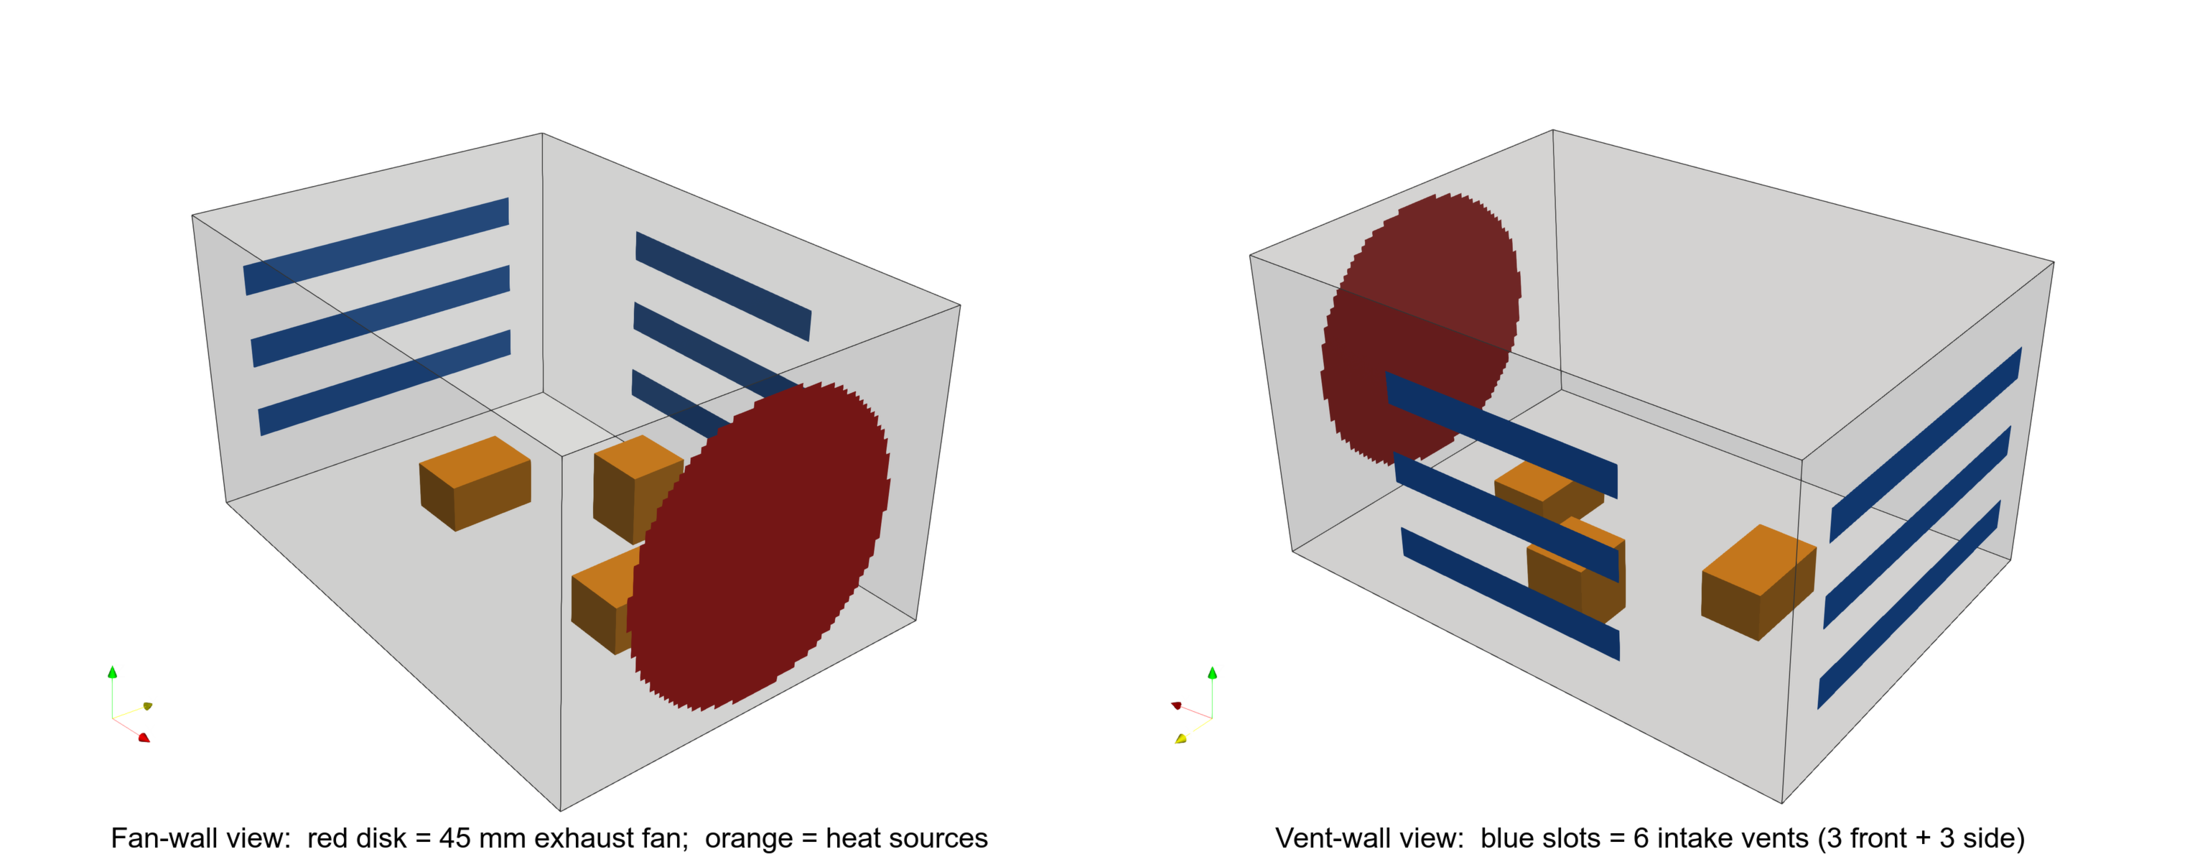 Fan-wall view:  red disk = 45 mm exhaust fan;  orange = heat sources
Vent-wall view:  blue slots = 6 intake vents (3 front + 3 side)